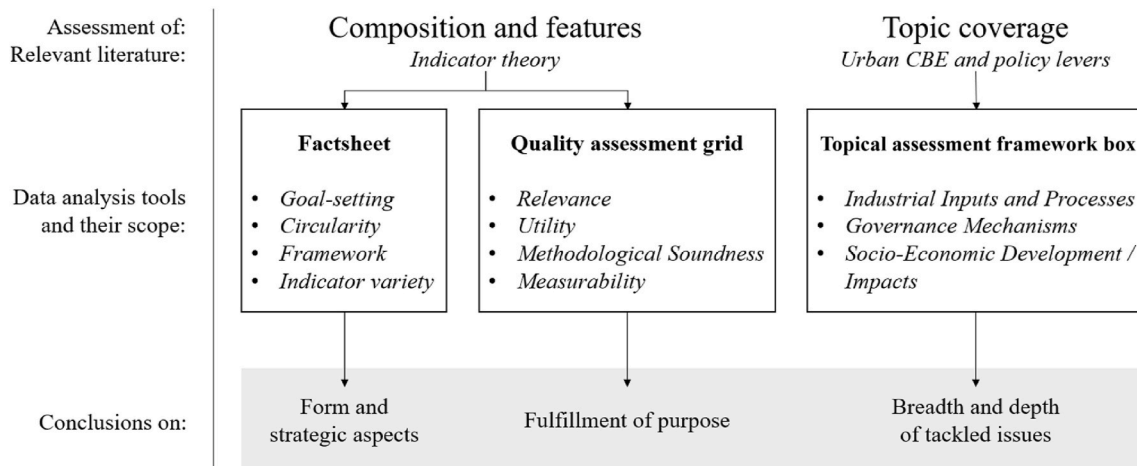 Assessment of:
Relevant literature:
Composition and features
Indicator theory
Topic coverage
Urban CBE and policy levers
Data analysis tools
and their scope:
Factsheet
• Goal-setting
• Circularity
• Framework
• Indicator variety
Quality assessment grid
• Relevance
• Utility
• Methodological Soundness
• Measurability
Topical assessment framework box
• Industrial Inputs and Processes
• Governance Mechanisms
• Socio-Economic Development /
Impacts
Conclusions on:
Form and
strategic aspects
Fulfillment of purpose
Breadth and depth
of tackled issues